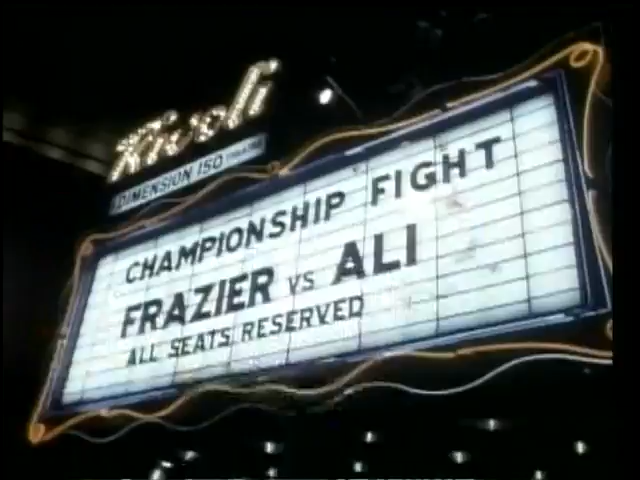 Rivoli
DIMENSION 150 THEATRE
CHAMPIONSHIP FIGHT
FRAZIER VS ALI
ALL SEATS RESERVED